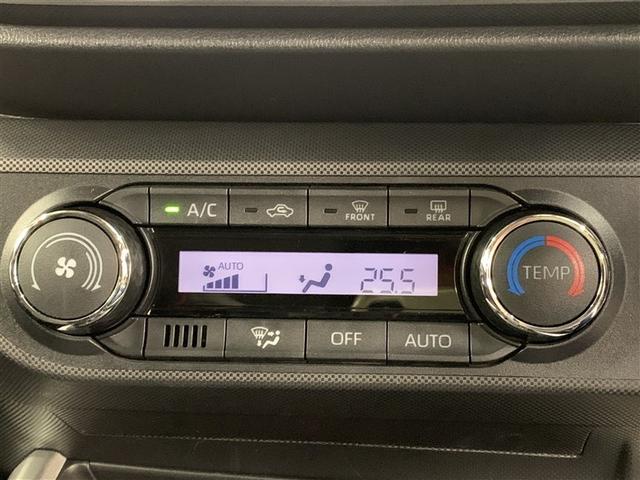 A/C
FRONT
REAR
AUTO
25.5
TEMP
OFF
AUTO